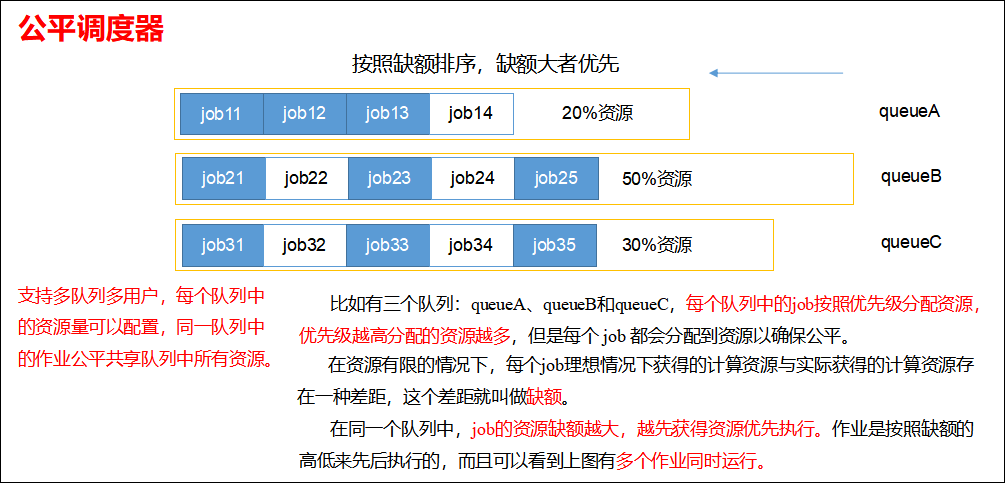 公平调度器
按照缺额排序，缺额大者优先
job11 job12 job13 job14 20%资源 queueA
job21 job22 job23 job24 job25 50%资源 queueB
job31 job32 job33 job34 job35 30%资源 queueC
支持多队列多用户，每个队列中
的资源量可以配置，同一队列中
的作业公平共享队列中所有资源。
比如有三个队列：queueA、queueB和queueC，每个队列中的job按照优先级分配资源，
优先级越高分配的资源越多，但是每个 job 都会分配到资源以确保公平。
在资源有限的情况下，每个job理想情况下获得的计算资源与实际获得的计算资源存
在一种差距，这个差距就叫做缺额。
在同一个队列中，job的资源缺额越大，越先获得资源优先执行。作业是按照缺额的
高低来先后执行的，而且可以看到上图有多个作业同时运行。